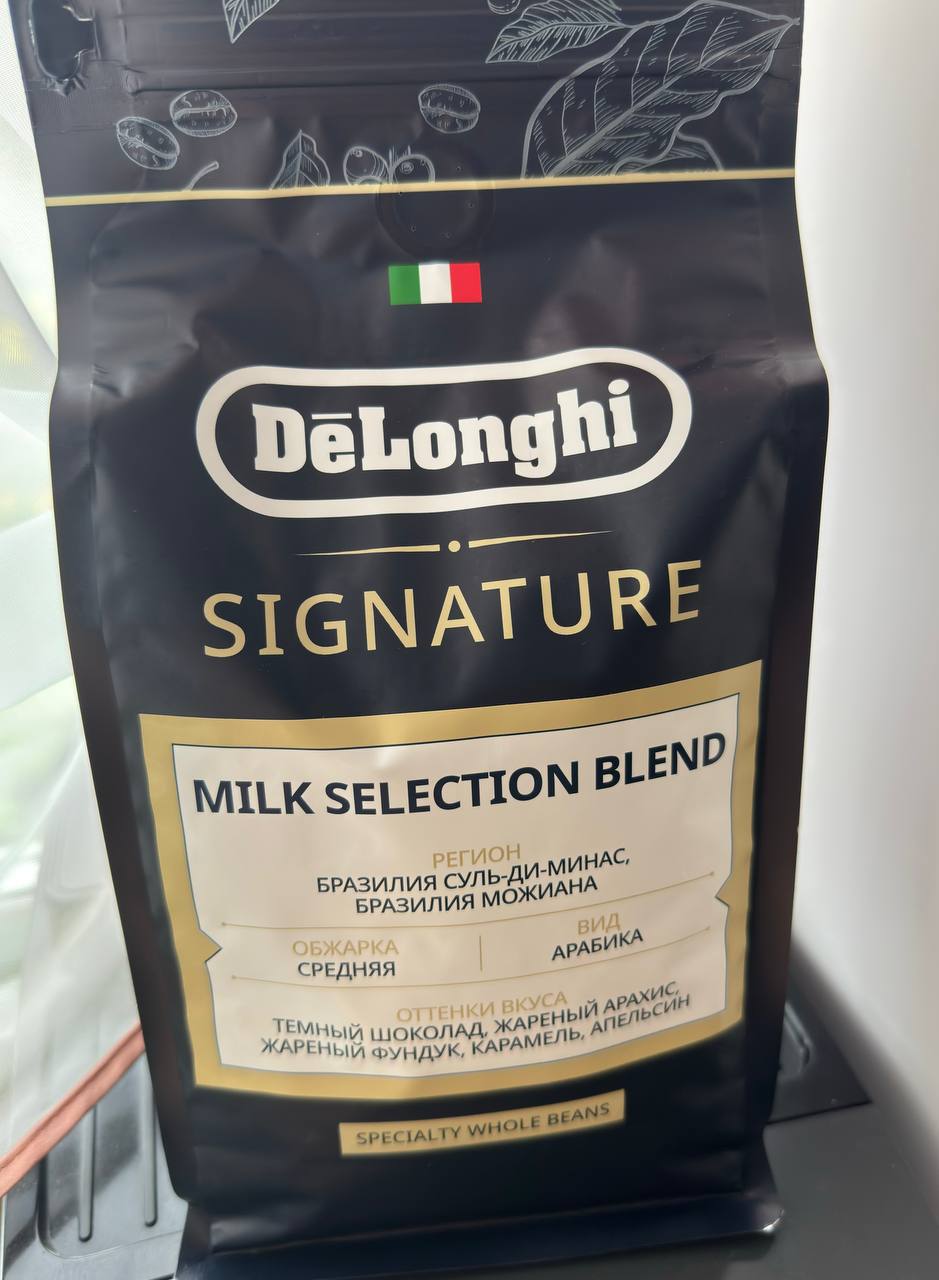 DēLonghi
SIGNATURE
MILK SELECTION BLEND
РЕГИОН
БРАЗИЛИЯ СУЛЬ-ДИ-МИНАС,
БРАЗИЛИЯ МОЖИАНА
ОБЖАРКА
СРЕДНЯЯ
ВИД
АРАБИКА
ОТТЕНКИ ВКУСА
ТЕМНЫЙ ШОКОЛАД, ЖАРЕНЫЙ АРАХИС,
ЖАРЕНЫЙ ФУНДУК, КАРАМЕЛЬ, АПЕЛЬСИН
SPECIALTY WHOLE BEANS